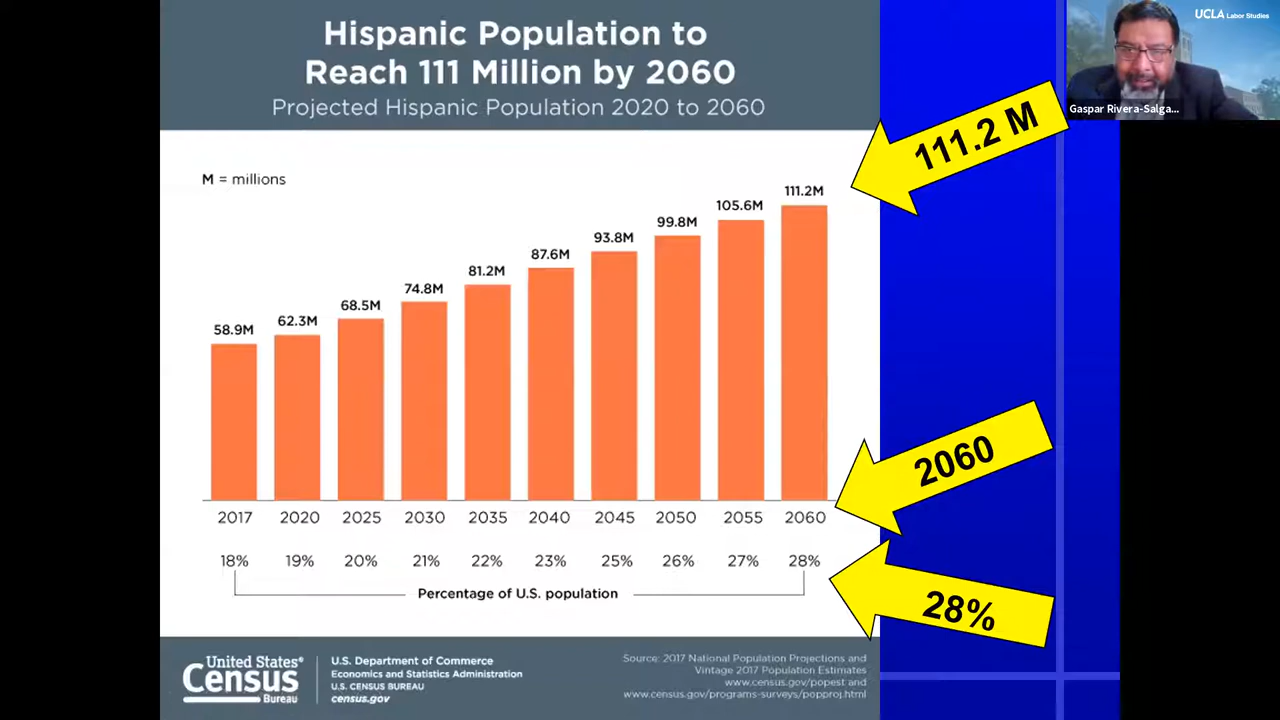 Hispanic Population to
Reach 111 Million by 2060
Projected Hispanic Population 2020 to 2060
UCLA Labor Studies
Gaspar Rivera-Salga...
111.2 M
M = millions
58.9M 62.3M 68.5M 74.8M 81.2M 87.6M 93.8M 99.8M 105.6M 111.2M
2060
2017 2020 2025 2030 2035 2040 2045 2050 2055 2060
18% 19% 20% 21% 22% 23% 25% 26% 27% 28%
Percentage of U.S. population
28%
United States®
Census
Bureau
U.S. Department of Commerce
Economics and Statistics Administration
U.S. CENSUS BUREAU
census.gov
Source: 2017 National Population Projections and
Vintage 2017 Population Estimates
www.census.gov/popest and
www.census.gov/programs-surveys/popproj.html